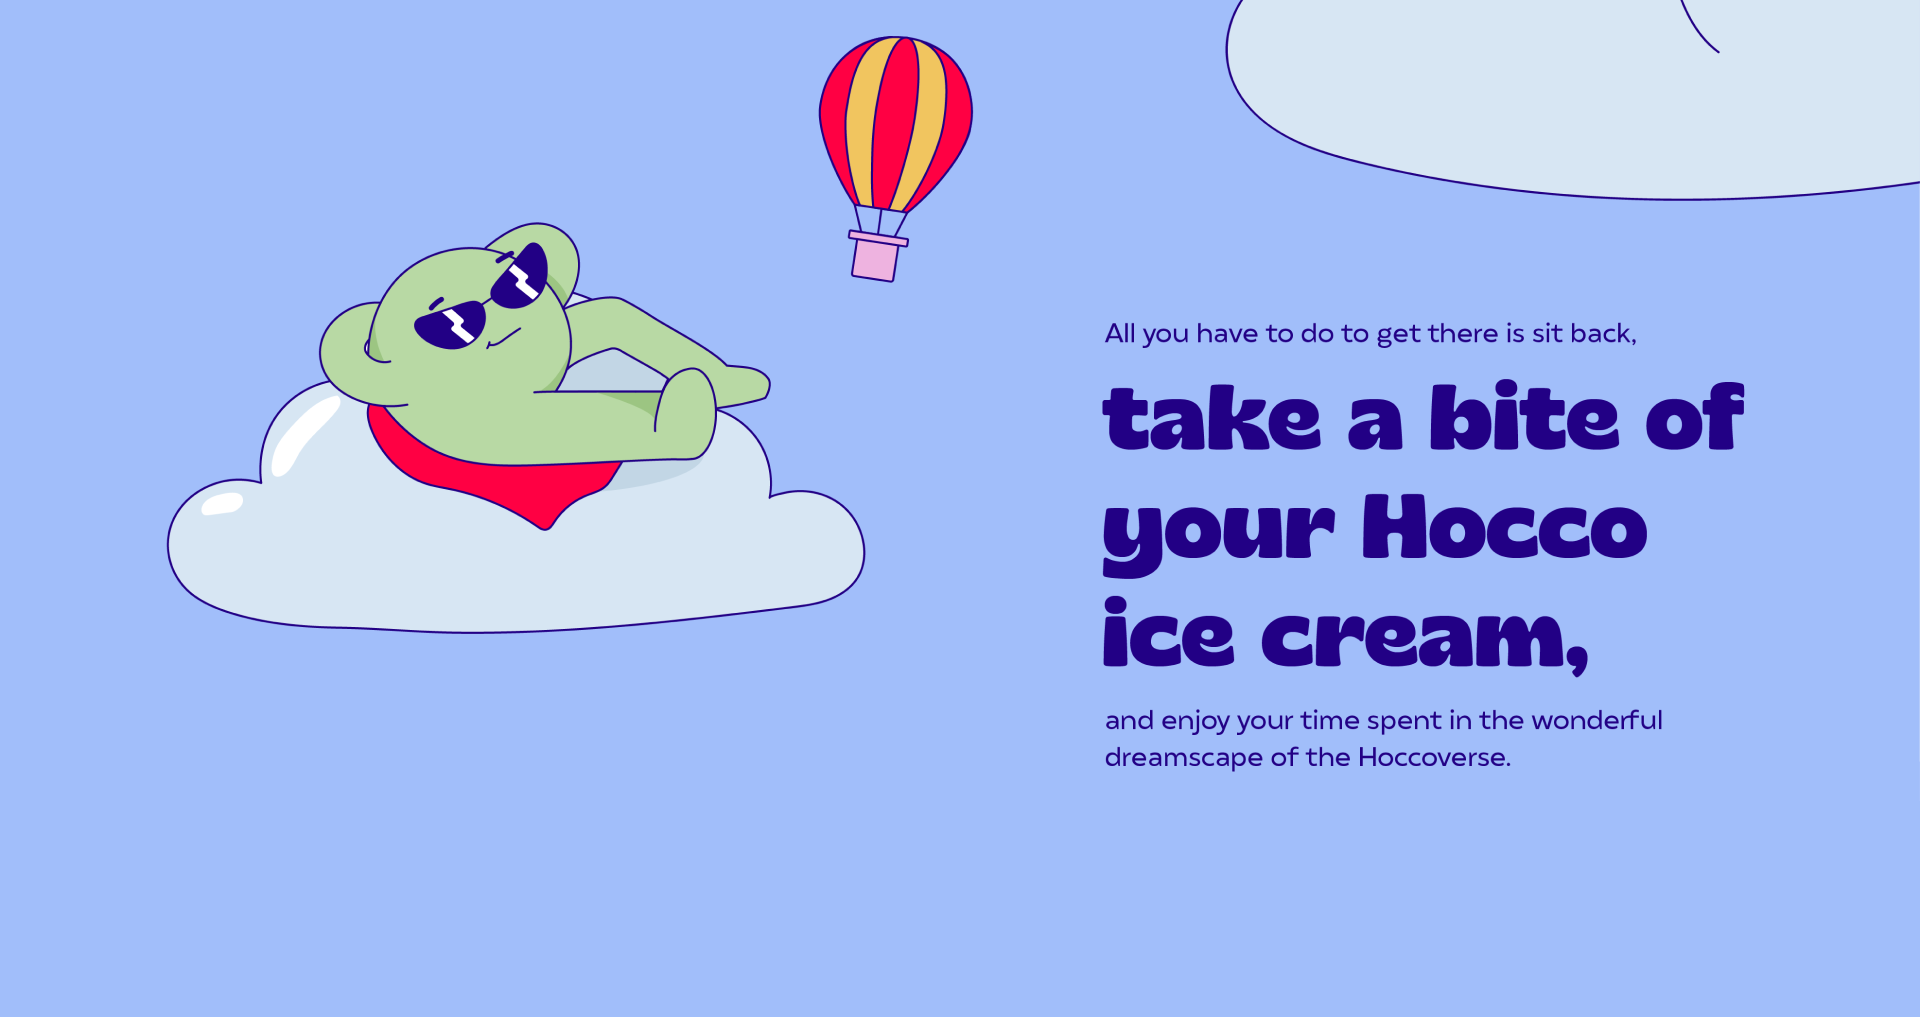 All you have to do to get there is sit back,
take a bite of
your Hocco
ice cream,
and enjoy your time spent in the wonderful
dreamscape of the Hoccoverse.